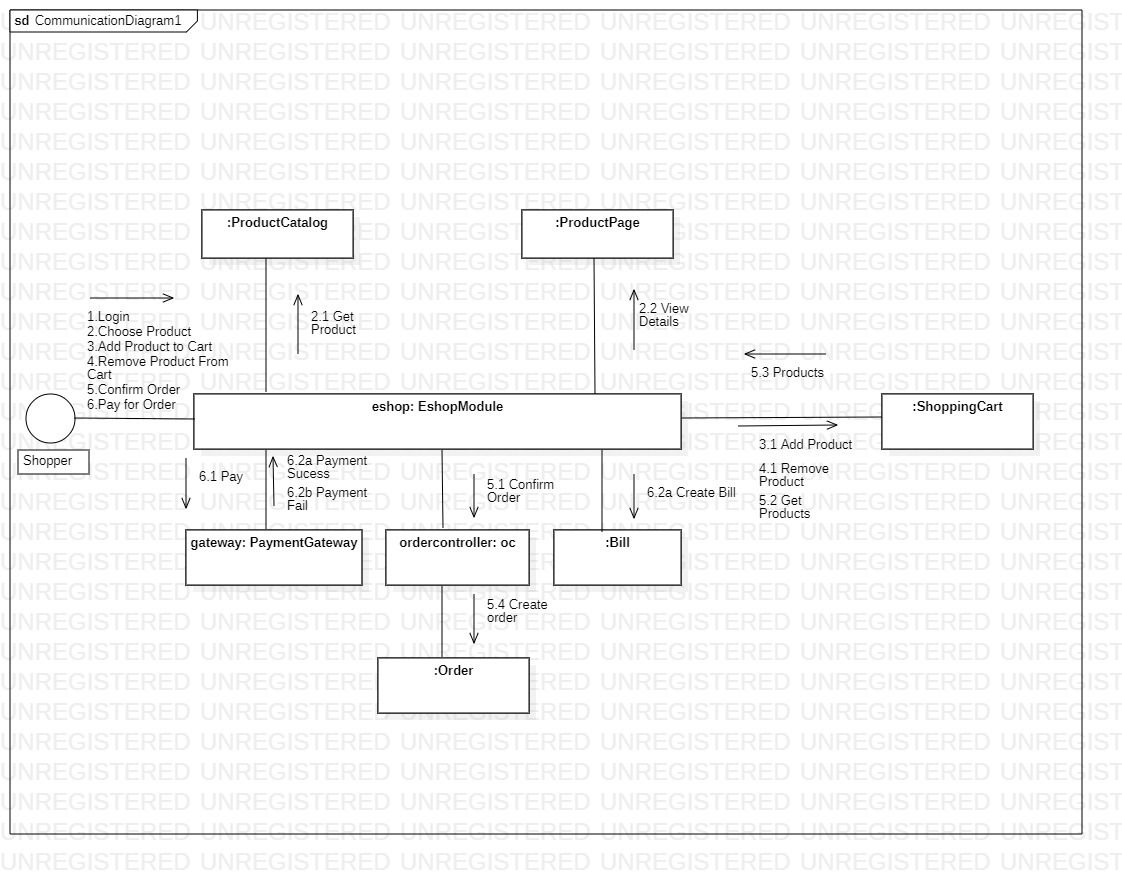 sd CommunicationDiagram1
:ProductCatalog
:ProductPage
1.Login
2.Choose Product
3.Add Product to Cart
4.Remove Product From
Cart
5.Confirm Order
6.Pay for Order
2.1 Get
Product
2.2 View
Details
5.3 Products
eshop: EshopModule
:ShoppingCart
Shopper
3.1 Add Product
4.1 Remove
Product
5.2 Get
Products
6.1 Pay
6.2a Payment
Sucess
6.2b Payment
Fail
5.1 Confirm
Order
6.2a Create Bill
gateway: PaymentGateway
ordercontroller: oc
:Bill
5.4 Create
order
:Order
UNREGISTERED